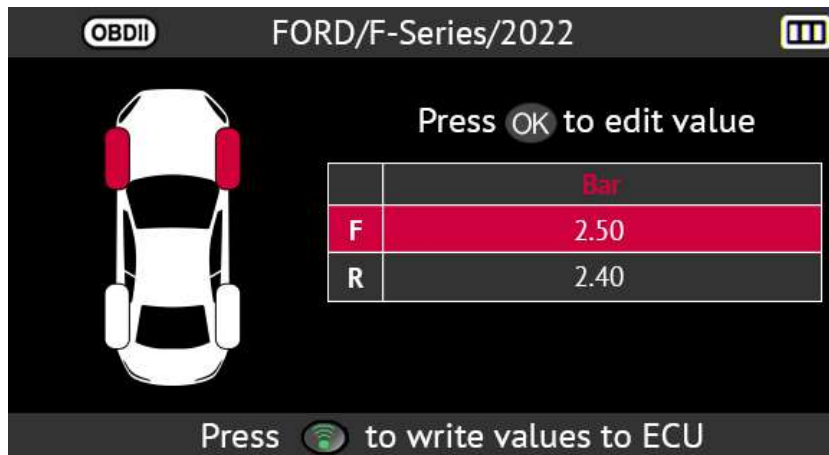 OBDII FORD/F-Series/2022
Press OK to edit value
Bar
F 2.50
R 2.40
Press to write values to ECU